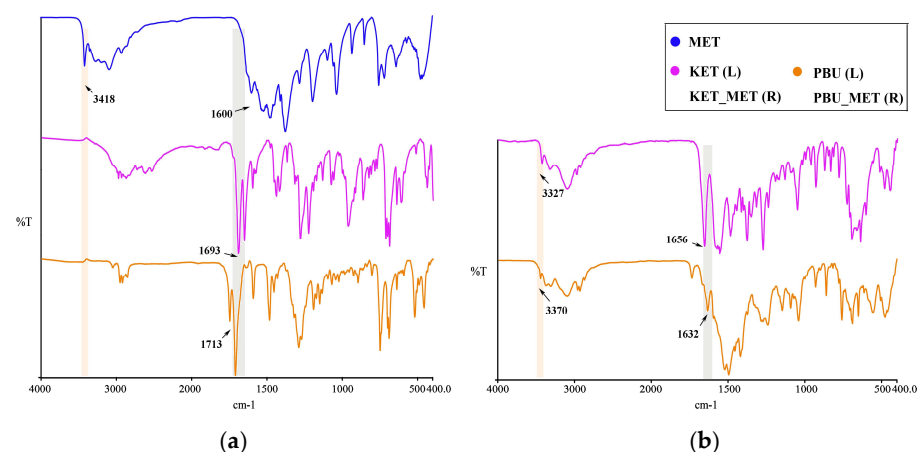 MET
KET (L) PBU (L)
KET_MET (R) PBU_MET (R)
3418
1600
1693
1713
%T
4000 3000 2000 1500 1000 500 400.0
cm-1
(a)
3327
1656
3370
1632
%T
4000 3000 2000 1500 1000 500 400.0
cm-1
(b)